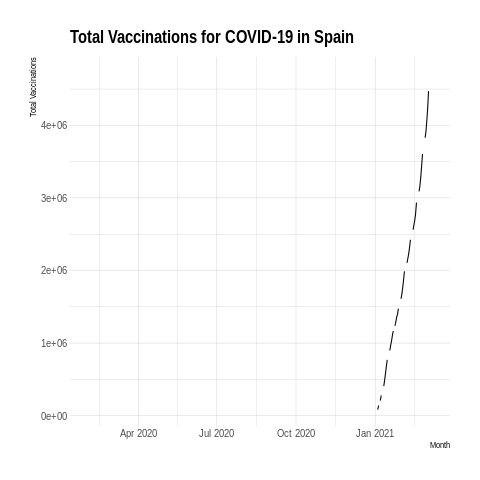 Total Vaccinations for COVID-19 in Spain
Total Vaccinations
4e+06
3e+06
2e+06
1e+06
0e+00
Apr 2020 Jul 2020 Oct 2020 Jan 2021
Month